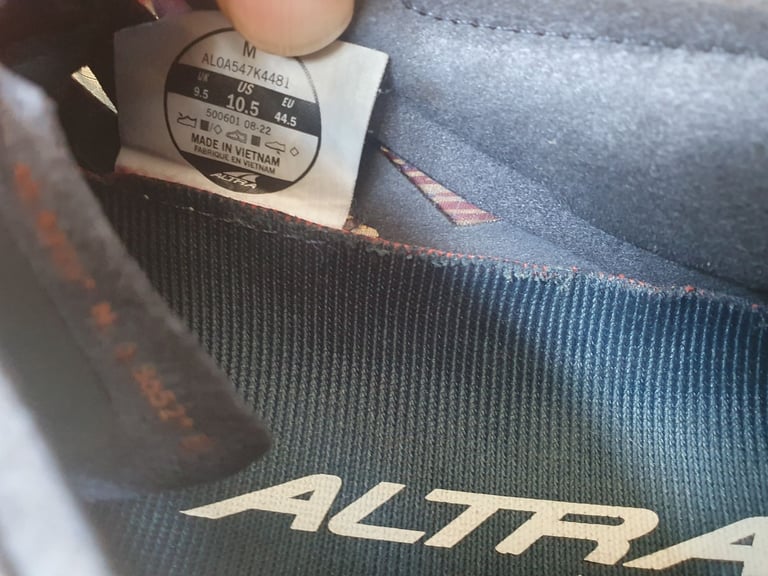 M
AL0A547K4481
UK US EU
9.5 10.5 44.5
500601 08-22
MADE IN VIETNAM
FABRIQUÉ EN VIETNAM
ALTRA
ALTRA